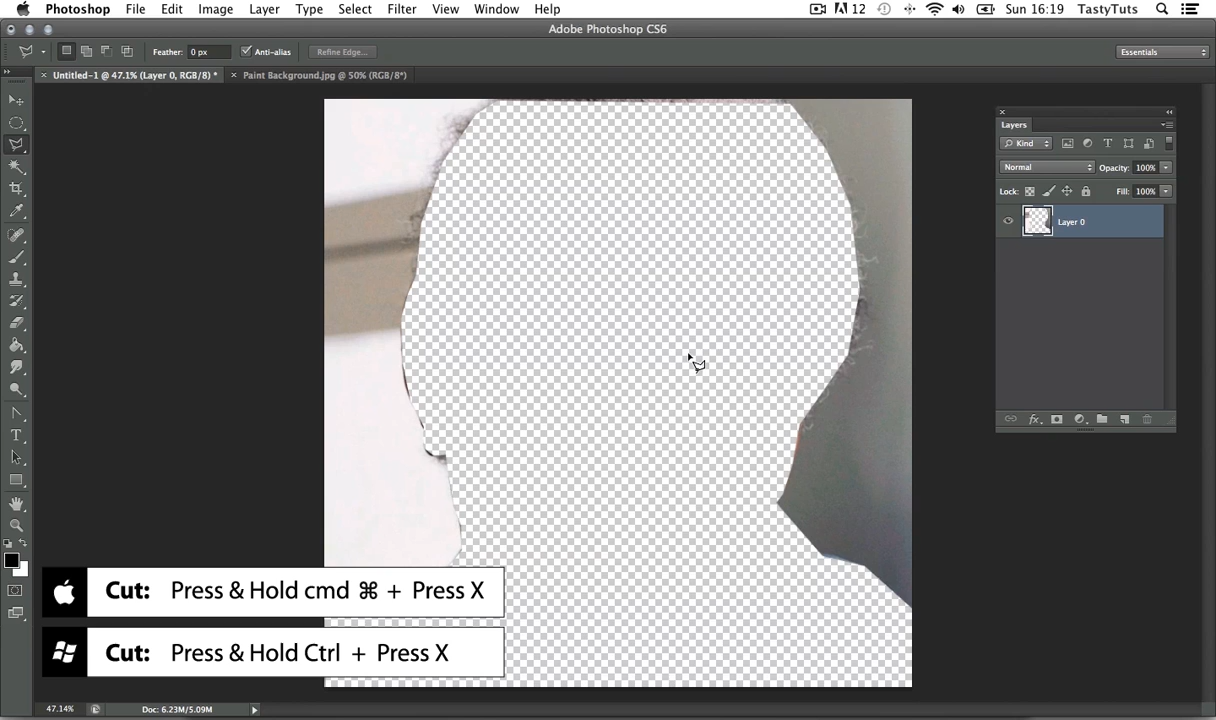 Photoshop File Edit Image Layer Type Select Filter View Window Help 12 Sun 16:19 TastyTuts
Adobe Photoshop CS6
Feather: 0 px Anti-alias Refine Edge... Essentials
Untitled-1 @ 47.1% (Layer 0, RGB/8) * Paint Background.jpg @ 50% (RGB/8*)
Layers
Kind
Normal Opacity: 100%
Lock: Fill: 100%
Layer 0
Cut: Press & Hold cmd ⌘ + Press X
Cut: Press & Hold Ctrl + Press X
47.14% Doc: 6.23M/5.09M